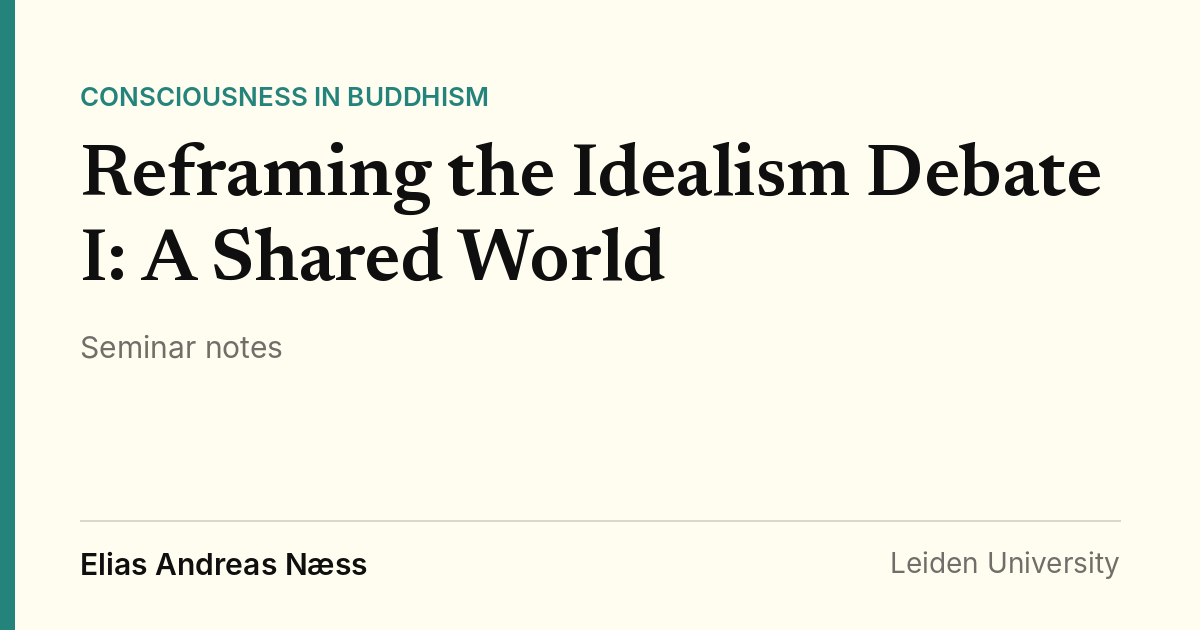 CONSCIOUSNESS IN BUDDHISM
Reframing the Idealism Debate
I: A Shared World
Seminar notes
Elias Andreas Næss
Leiden University